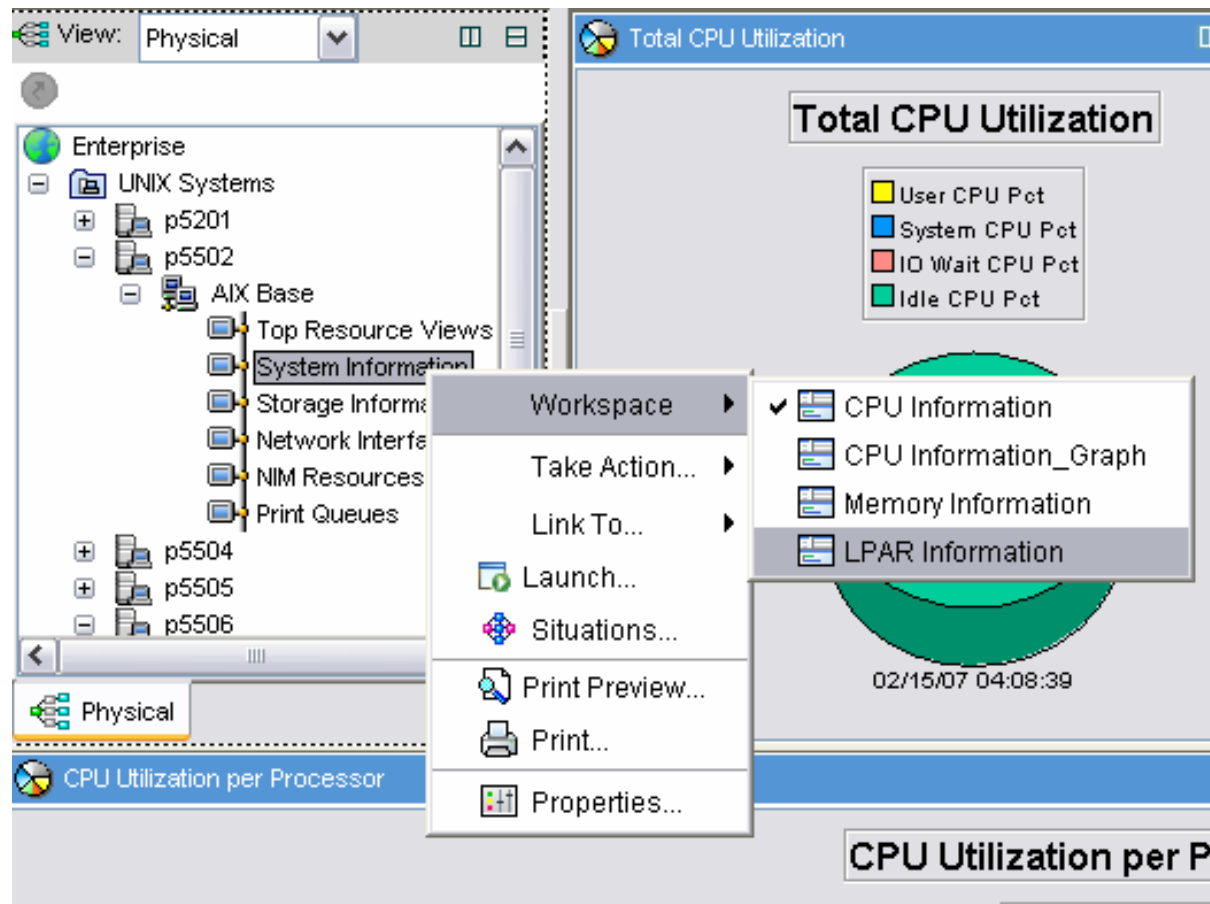 View: Physical
Enterprise
UNIX Systems
p5201
p5502
AIX Base
Top Resource Views
System Information
Storage Informa
Network Interfa
NIM Resources
Print Queues
p5504
p5505
p5506
Physical
Workspace
Take Action...
Link To...
Launch...
Situations...
Print Preview...
Print...
Properties...
CPU Information
CPU Information_Graph
Memory Information
LPAR Information
Total CPU Utilization
Total CPU Utilization
User CPU Pct
System CPU Pct
IO Wait CPU Pct
Idle CPU Pct
02/15/07 04:08:39
CPU Utilization per Processor
CPU Utilization per P